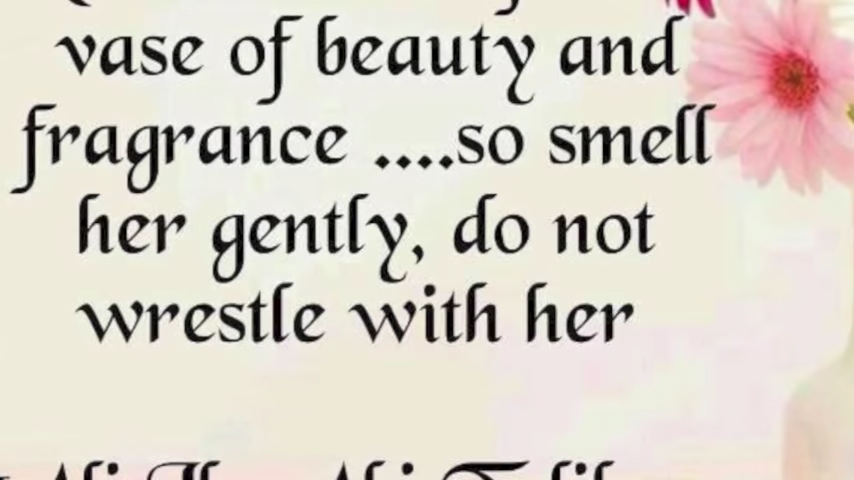 vase of beauty and
fragrance ....so smell
her gently, do not
wrestle with her